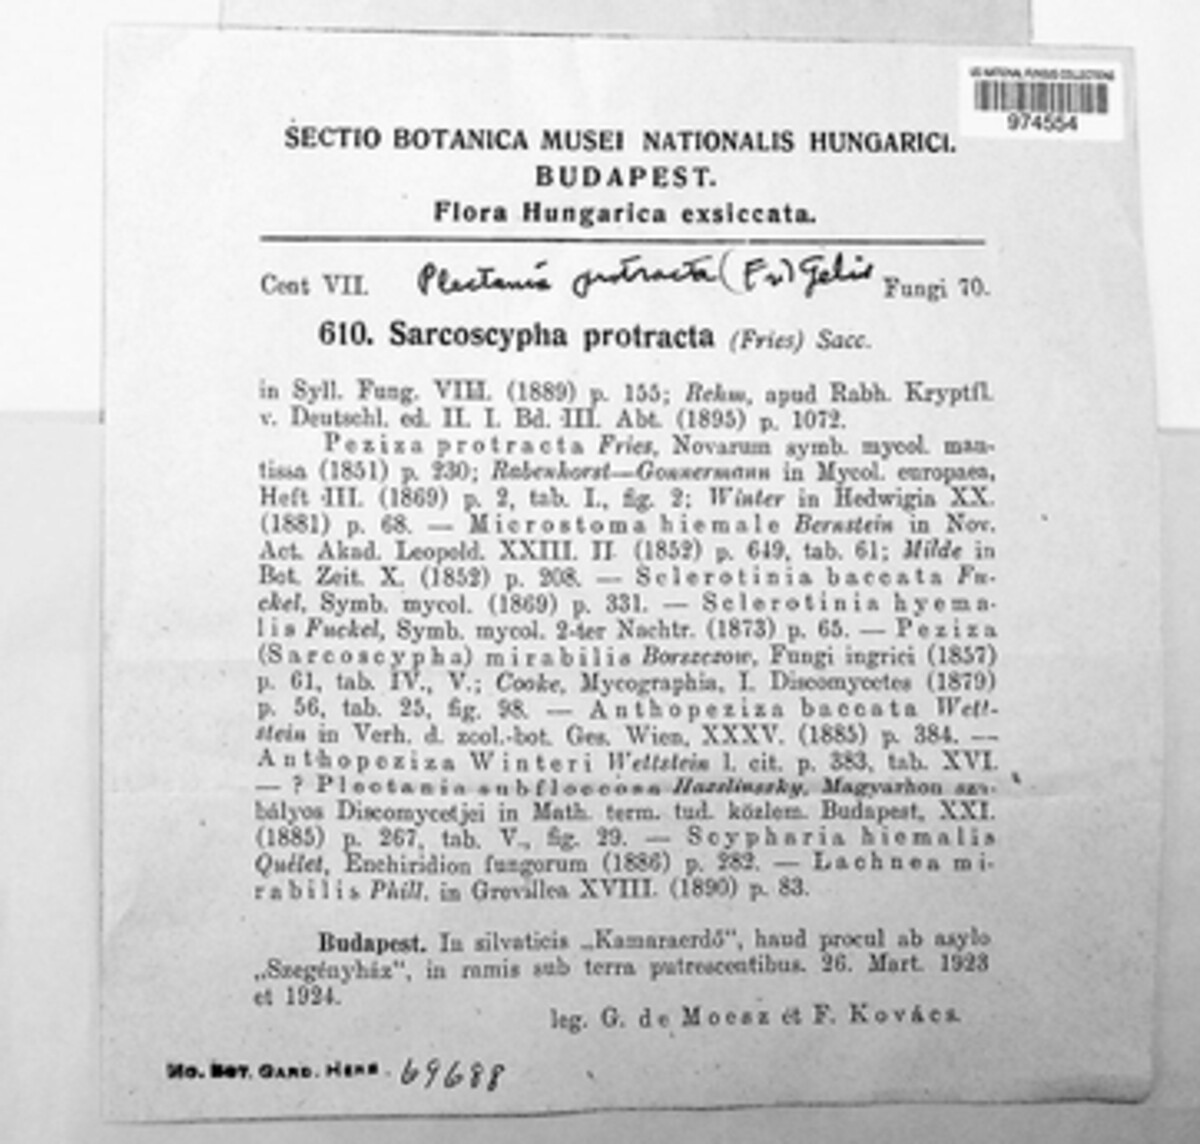 US NATIONAL FUNGUS COLLECTIONS
974554
SECTIO BOTANICA MUSEI NATIONALIS HUNGARICI.
BUDAPEST.
Flora Hungarica exsiccata.
Cent VII. Plectania protracta (Fr.) Gelin Fungi 70.
610. Sarcoscypha protracta (Fries) Sacc.
in Syll. Fung. VIII. (1889) p. 155; Rehm, apud Rabh. Kryptfl.
v. Deutschl. ed. II. I. Bd. III. Abt. (1895) p. 1072.
Peziza protracta Fries, Novarum symb. mycol. man-
tissa (1851) p. 230; Rabenhorst—Gonnermann in Mycol. europaea,
Heft III. (1869) p. 2, tab. I., fig. 2; Winter in Hedwigia XX.
(1881) p. 68. — Microstoma hiemale Bernstein in Nov.
Act. Akad. Leopold. XXIII. II (1852) p. 649, tab. 61; Milde in
Bot. Zeit. X. (1852) p. 208. — Sclerotinia baccata Fu-
ckel, Symb. mycol. (1869) p. 331. — Sclerotinia hyema-
lis Fuckel, Symb. mycol. 2-ter Nachtr. (1873) p. 65. — Peziza
(Sarcoscypha) mirabilis Borszczow, Fungi ingrici (1857)
p. 61, tab. IV., V.; Cooke, Mycographia, I. Discomycetes (1879)
p. 56, tab. 25, fig. 98. — Anthopeziza baccata Wett-
stein in Verh. d. zool.-bot. Ges. Wien, XXXV. (1885) p. 384. —
Anthopeziza Winteri Wettstein l. cit. p. 383, tab. XVI.
— ? Plectania subfloccosa Hazslinszky, Magyarhon sza-
bályos Discomycetjei in Math. term. tud. közlem. Budapest, XXI.
(1885) p. 267, tab. V., fig. 29. — Scypharia hiemalis
Quélet, Enchiridion fungorum (1886) p. 282. — Lachnea mi-
rabilis Phill. in Grevillea XVIII. (1890) p. 83.
Budapest. In silvaticis „Kamaraerdő", haud procul ab asylo
„Szegényház", in ramis sub terra putrescentibus. 26. Mart. 1923
et 1924.
leg. G. de Moesz et F. Kovács.
MO. BOT. GARD. HERB. 69688